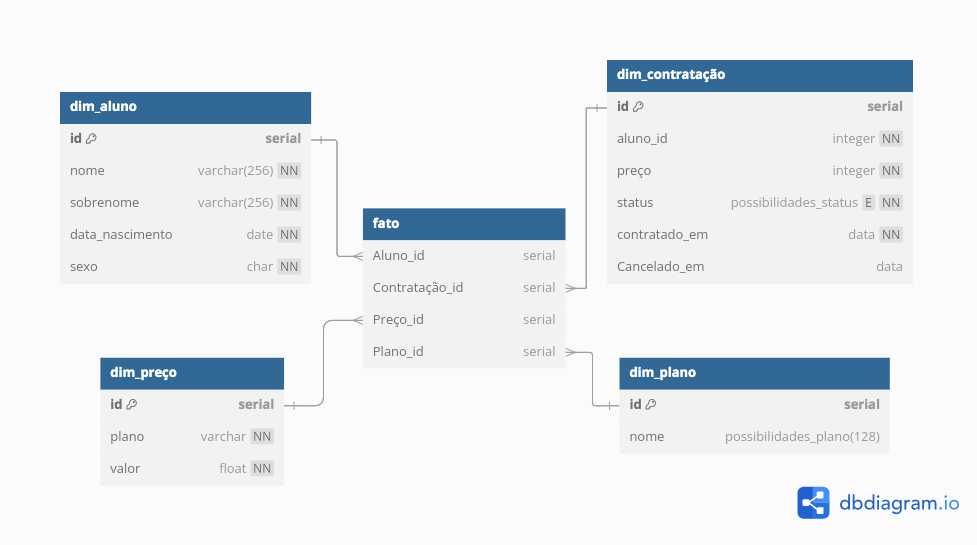 dim_aluno
id serial
nome varchar(256) NN
sobrenome varchar(256) NN
data_nascimento date NN
sexo char NN
dim_contratação
id serial
aluno_id integer NN
preço integer NN
status possibilidades_status E NN
contratado_em data NN
Cancelado_em data
fato
Aluno_id serial
Contratação_id serial
Preço_id serial
Plano_id serial
dim_preço
id serial
plano varchar NN
valor float NN
dim_plano
id serial
nome possibilidades_plano(128)
dbdiagram.io